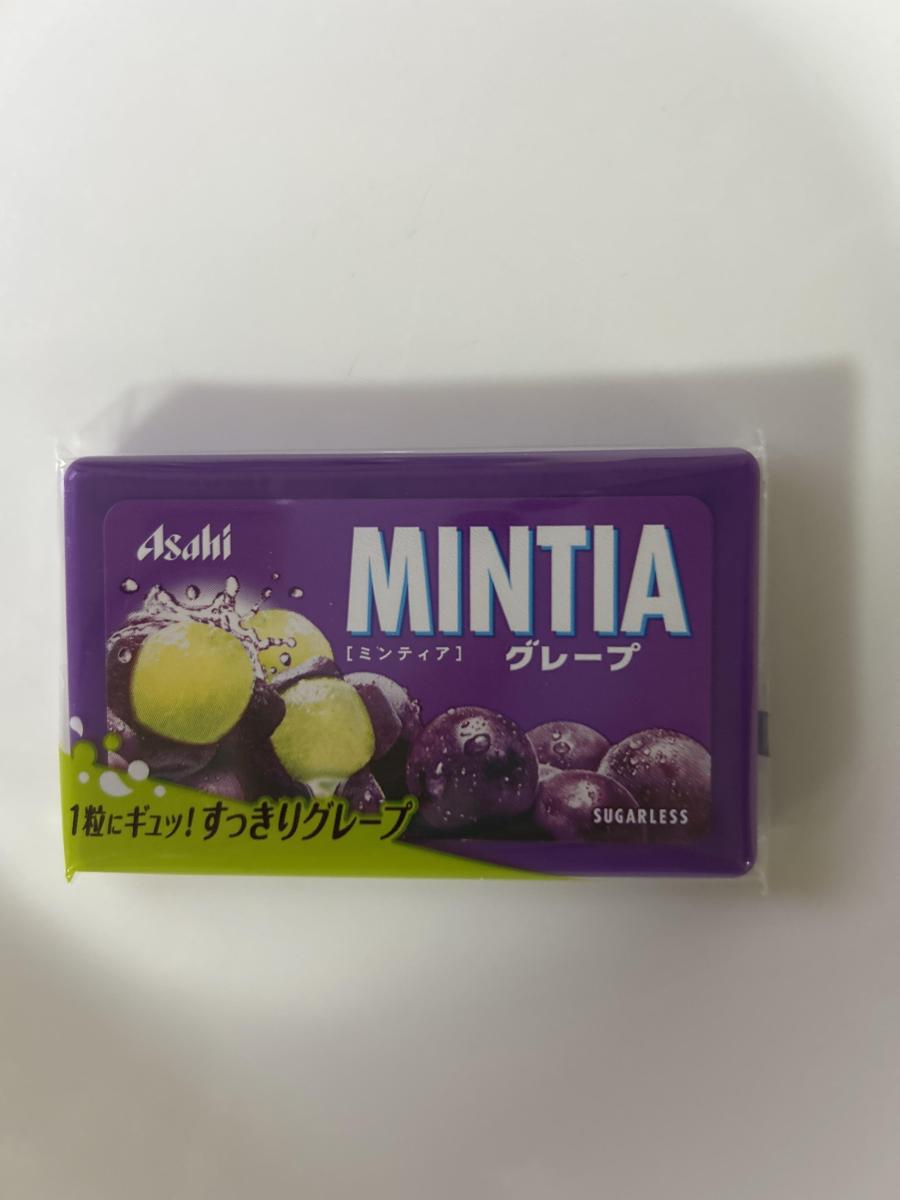 Asahi
MINTIA
[ミンティア] グレープ
1粒にギュッ!すっきりグレープ
SUGARLESS